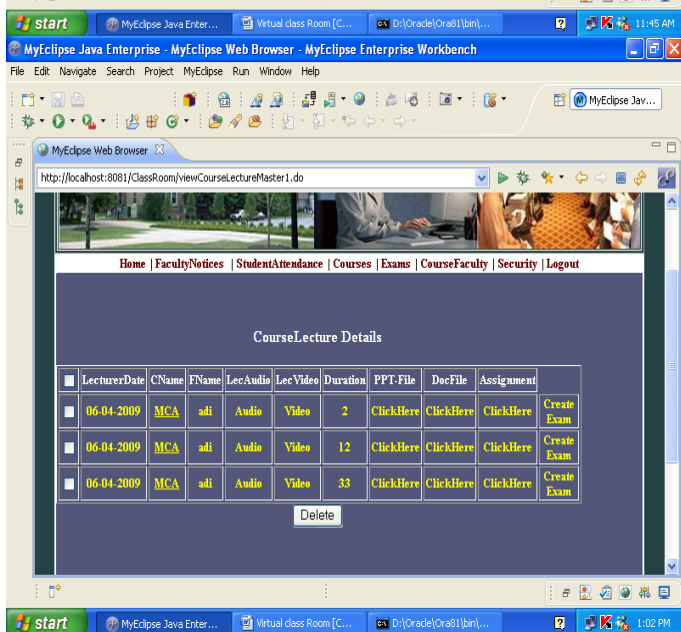 start MyEclipse Java Enter... Virtual class Room [C... D:\Oracle\Ora81\bin\... 11:45 AM
MyEclipse Java Enterprise - MyEclipse Web Browser - MyEclipse Enterprise Workbench
File Edit Navigate Search Project MyEclipse Run Window Help
MyEclipse Jav...
MyEclipse Web Browser
http://localhost:8081/ClassRoom/viewCourseLectureMaster1.do
Home | FacultyNotices | StudentAttendance | Courses | Exams | CourseFaculty | Security | Logout
CourseLecture Details
LecturerDate CName FName LecAudio LecVideo Duration PPT-File DocFile Assignment
06-04-2009 MCA adi Audio Video 2 ClickHere ClickHere ClickHere Create Exam
06-04-2009 MCA adi Audio Video 12 ClickHere ClickHere ClickHere Create Exam
06-04-2009 MCA adi Audio Video 33 ClickHere ClickHere ClickHere Create Exam
Delete
start MyEclipse Java Enter... Virtual class Room [C... D:\Oracle\Ora81\bin\... 1:02 PM